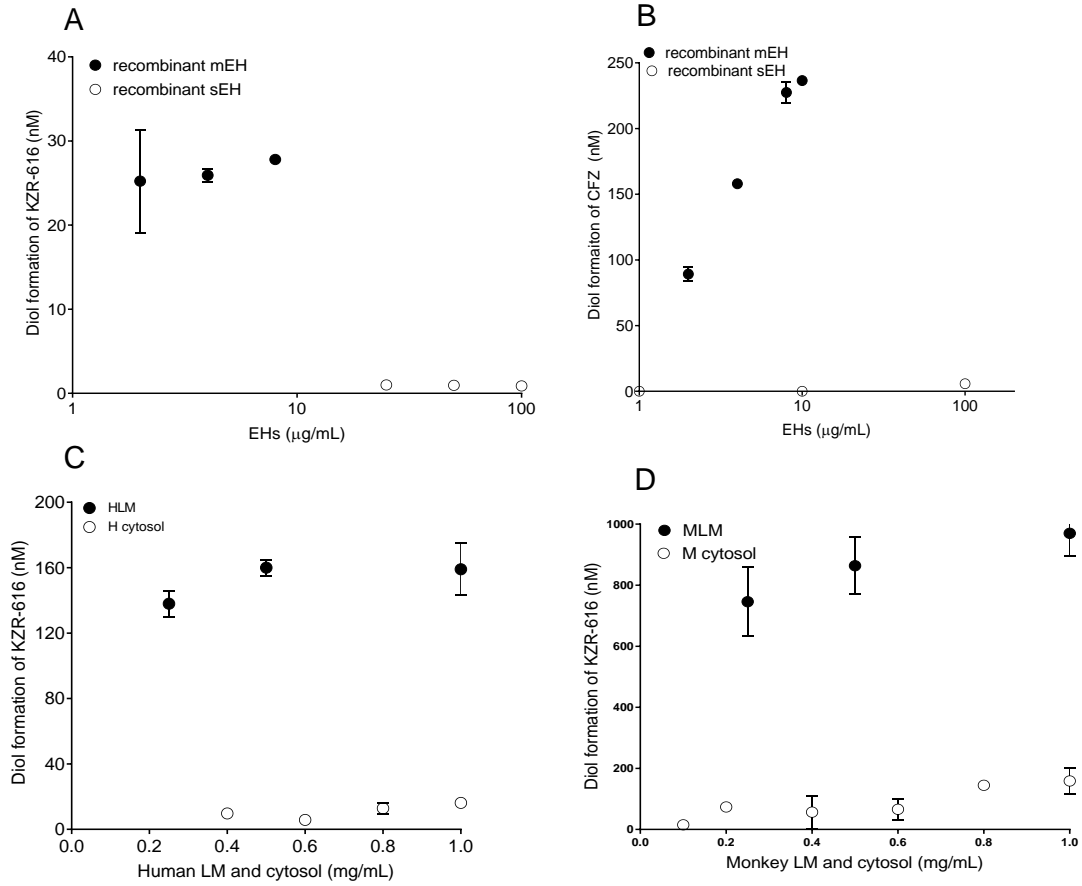 A
recombinant mEH
recombinant sEH
Diol formation of KZR-616 (nM)
40
30
20
10
0
1
10
100
EHs (μg/mL)
B
recombinant mEH
recombinant sEH
Diol formaiton of CFZ (nM)
250
200
150
100
50
0
1
10
100
EHs (μg/mL)
C
HLM
H cytosol
Diol formation of KZR-616 (nM)
200
160
120
80
40
0
0.0
0.2
0.4
0.6
0.8
1.0
Human LM and cytosol (mg/mL)
D
MLM
M cytosol
Diol formation of KZR-616 (nM)
1000
800
600
400
200
0
0.0
0.2
0.4
0.6
0.8
1.0
Monkey LM and cytosol (mg/mL)